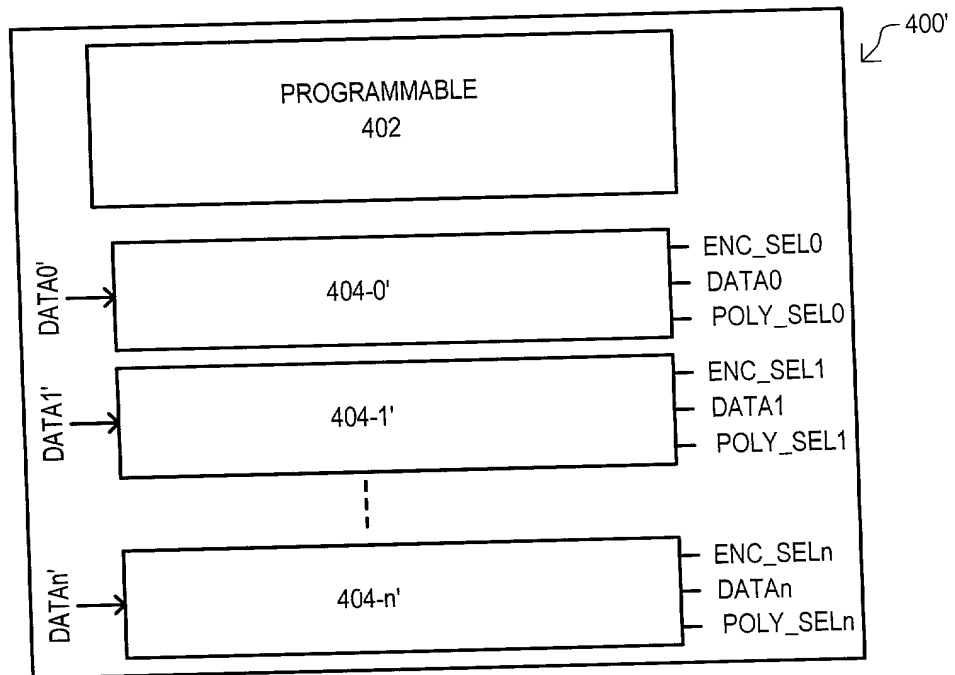 400'
PROGRAMMABLE
402
DATA0'
404-0'
ENC_SEL0
DATA0
POLY_SEL0
DATA1'
404-1'
ENC_SEL1
DATA1
POLY_SEL1
DATAn'
404-n'
ENC_SELn
DATAn
POLY_SELn